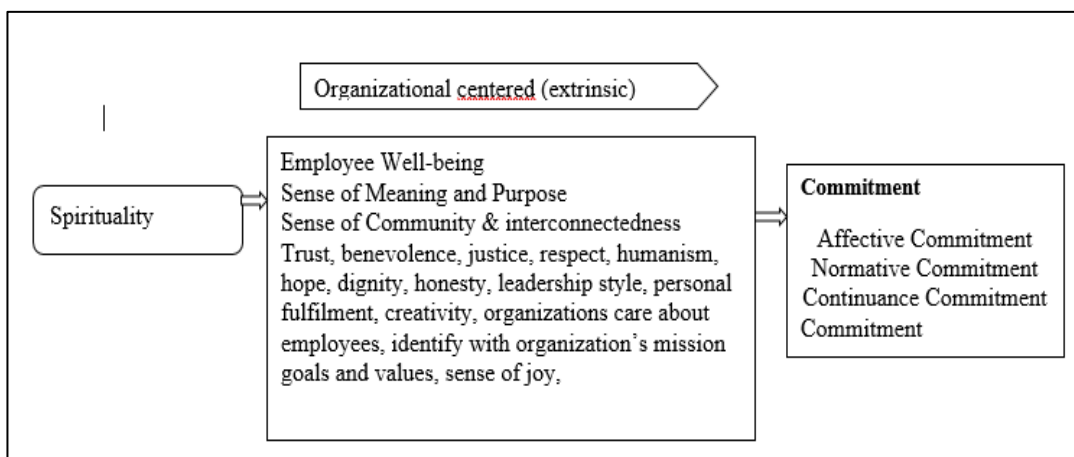 Organizational centered (extrinsic)
Spirituality
Employee Well-being
Sense of Meaning and Purpose
Sense of Community & interconnectedness
Trust, benevolence, justice, respect, humanism,
hope, dignity, honesty, leadership style, personal
fulfilment, creativity, organizations care about
employees, identify with organization’s mission
goals and values, sense of joy,
Commitment
Affective Commitment
Normative Commitment
Continuance Commitment
Commitment